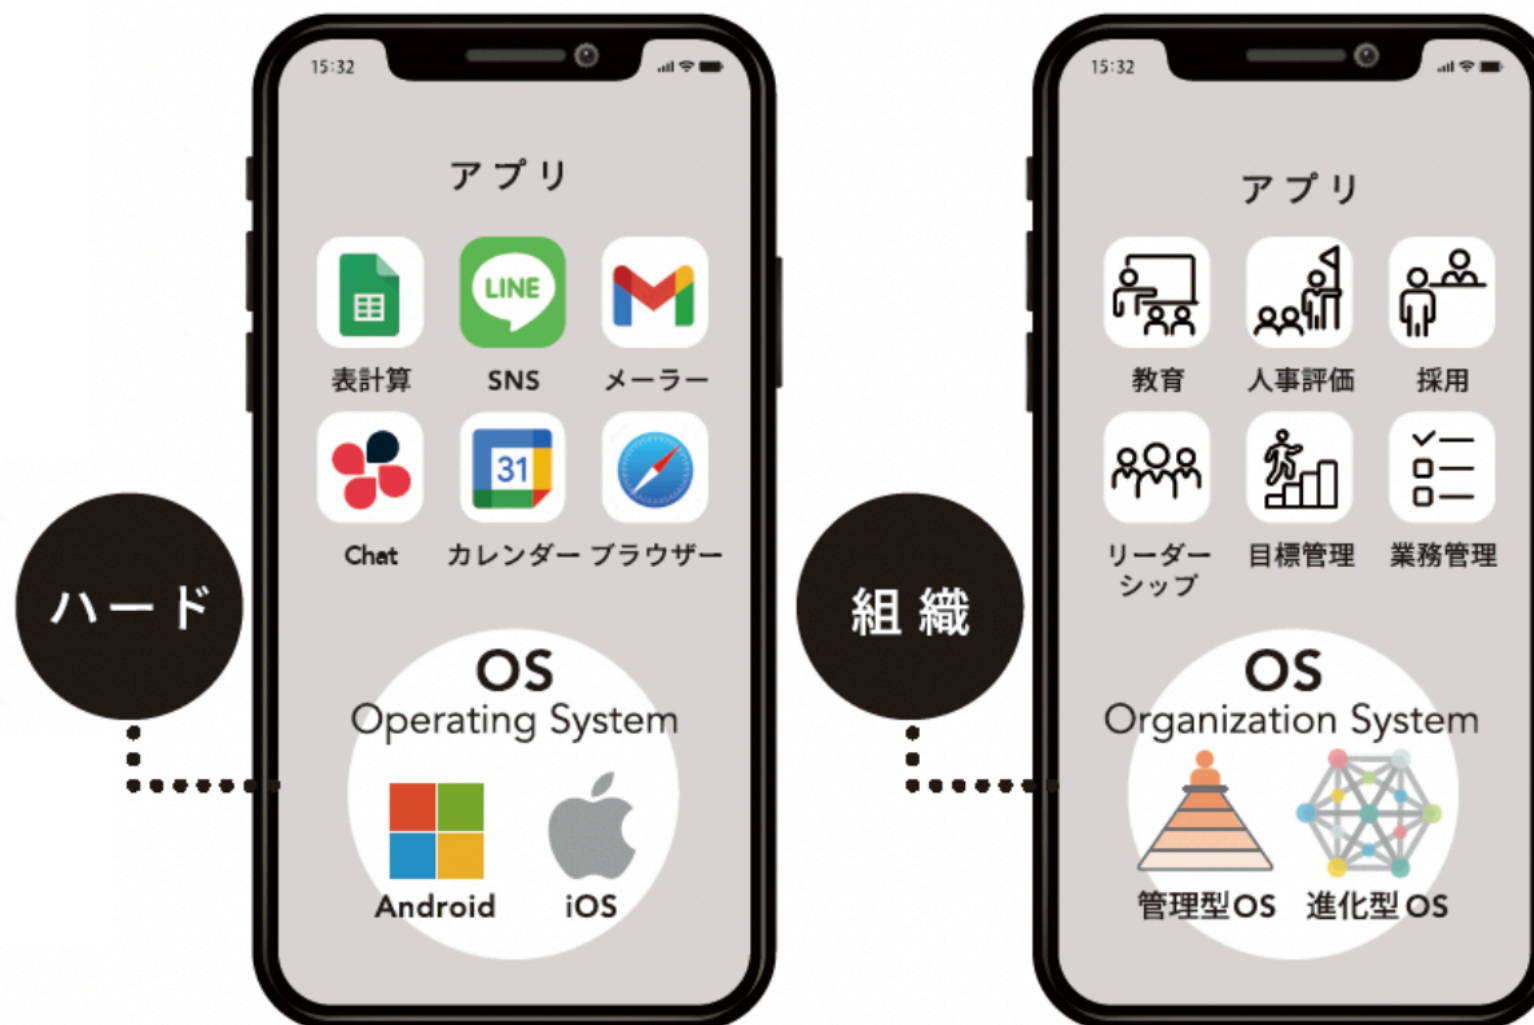 15:32
アプリ
LINE
表計算
SNS
メーラー
31
Chat
カレンダー
ブラウザー
ハード
OS
Operating System
Android
iOS
15:32
アプリ
教育
人事評価
採用
リーダー
シップ
目標管理
業務管理
組織
OS
Organization System
管理型OS
進化型OS